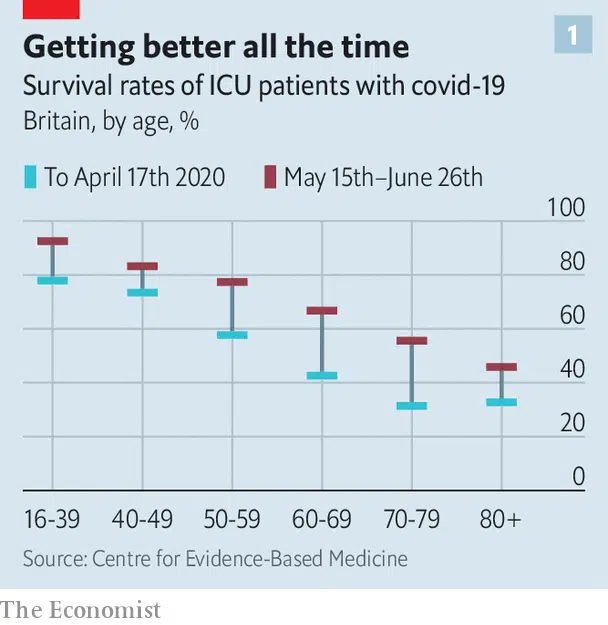 1
Getting better all the time
Survival rates of ICU patients with covid-19
Britain, by age, %
To April 17th 2020 May 15th–June 26th
100
80
60
40
20
0
16-39 40-49 50-59 60-69 70-79 80+
Source: Centre for Evidence-Based Medicine
The Economist